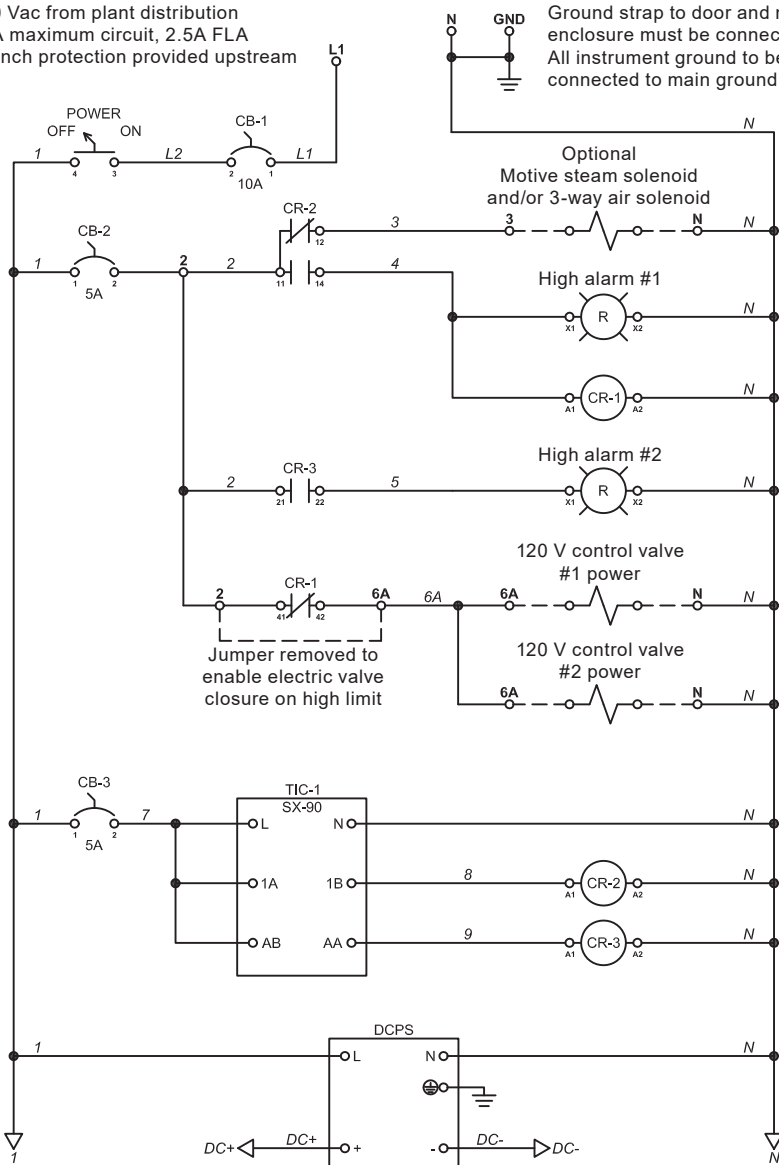 Vac from plant distribution
maximum circuit, 2.5A FLA
protection provided upstream
L1
N GND
Ground strap to door and
enclosure must be
All instrument ground to
connected to main ground
POWER
OFF ON
1 4 3 L2
CB-1
2 1 L1
10A
N
Optional
Motive steam solenoid
and/or 3-way air solenoid
CR-2
12 3 3 N N
CB-2
1 1 2 2 2 11 14 4
5A
High alarm #1
X1 R X2 N
A1 CR-1 A2 N
High alarm #2
CR-3
2 21 22 5 X1 R X2 N
120 V control valve
#1 power
CR-1
2 41 42 6A 6A 6A N N
Jumper removed to
enable electric valve
closure on high limit
120 V control valve
#2 power
6A N N
CB-3
1 1 2 7
5A
TIC-1
SX-90
L N N
1A 1B 8 A1 CR-2 A2 N
AB AA 9 A1 CR-3 A2 N
DCPS
1 L N N
DC+ DC+ + - DC- DC-
1 N